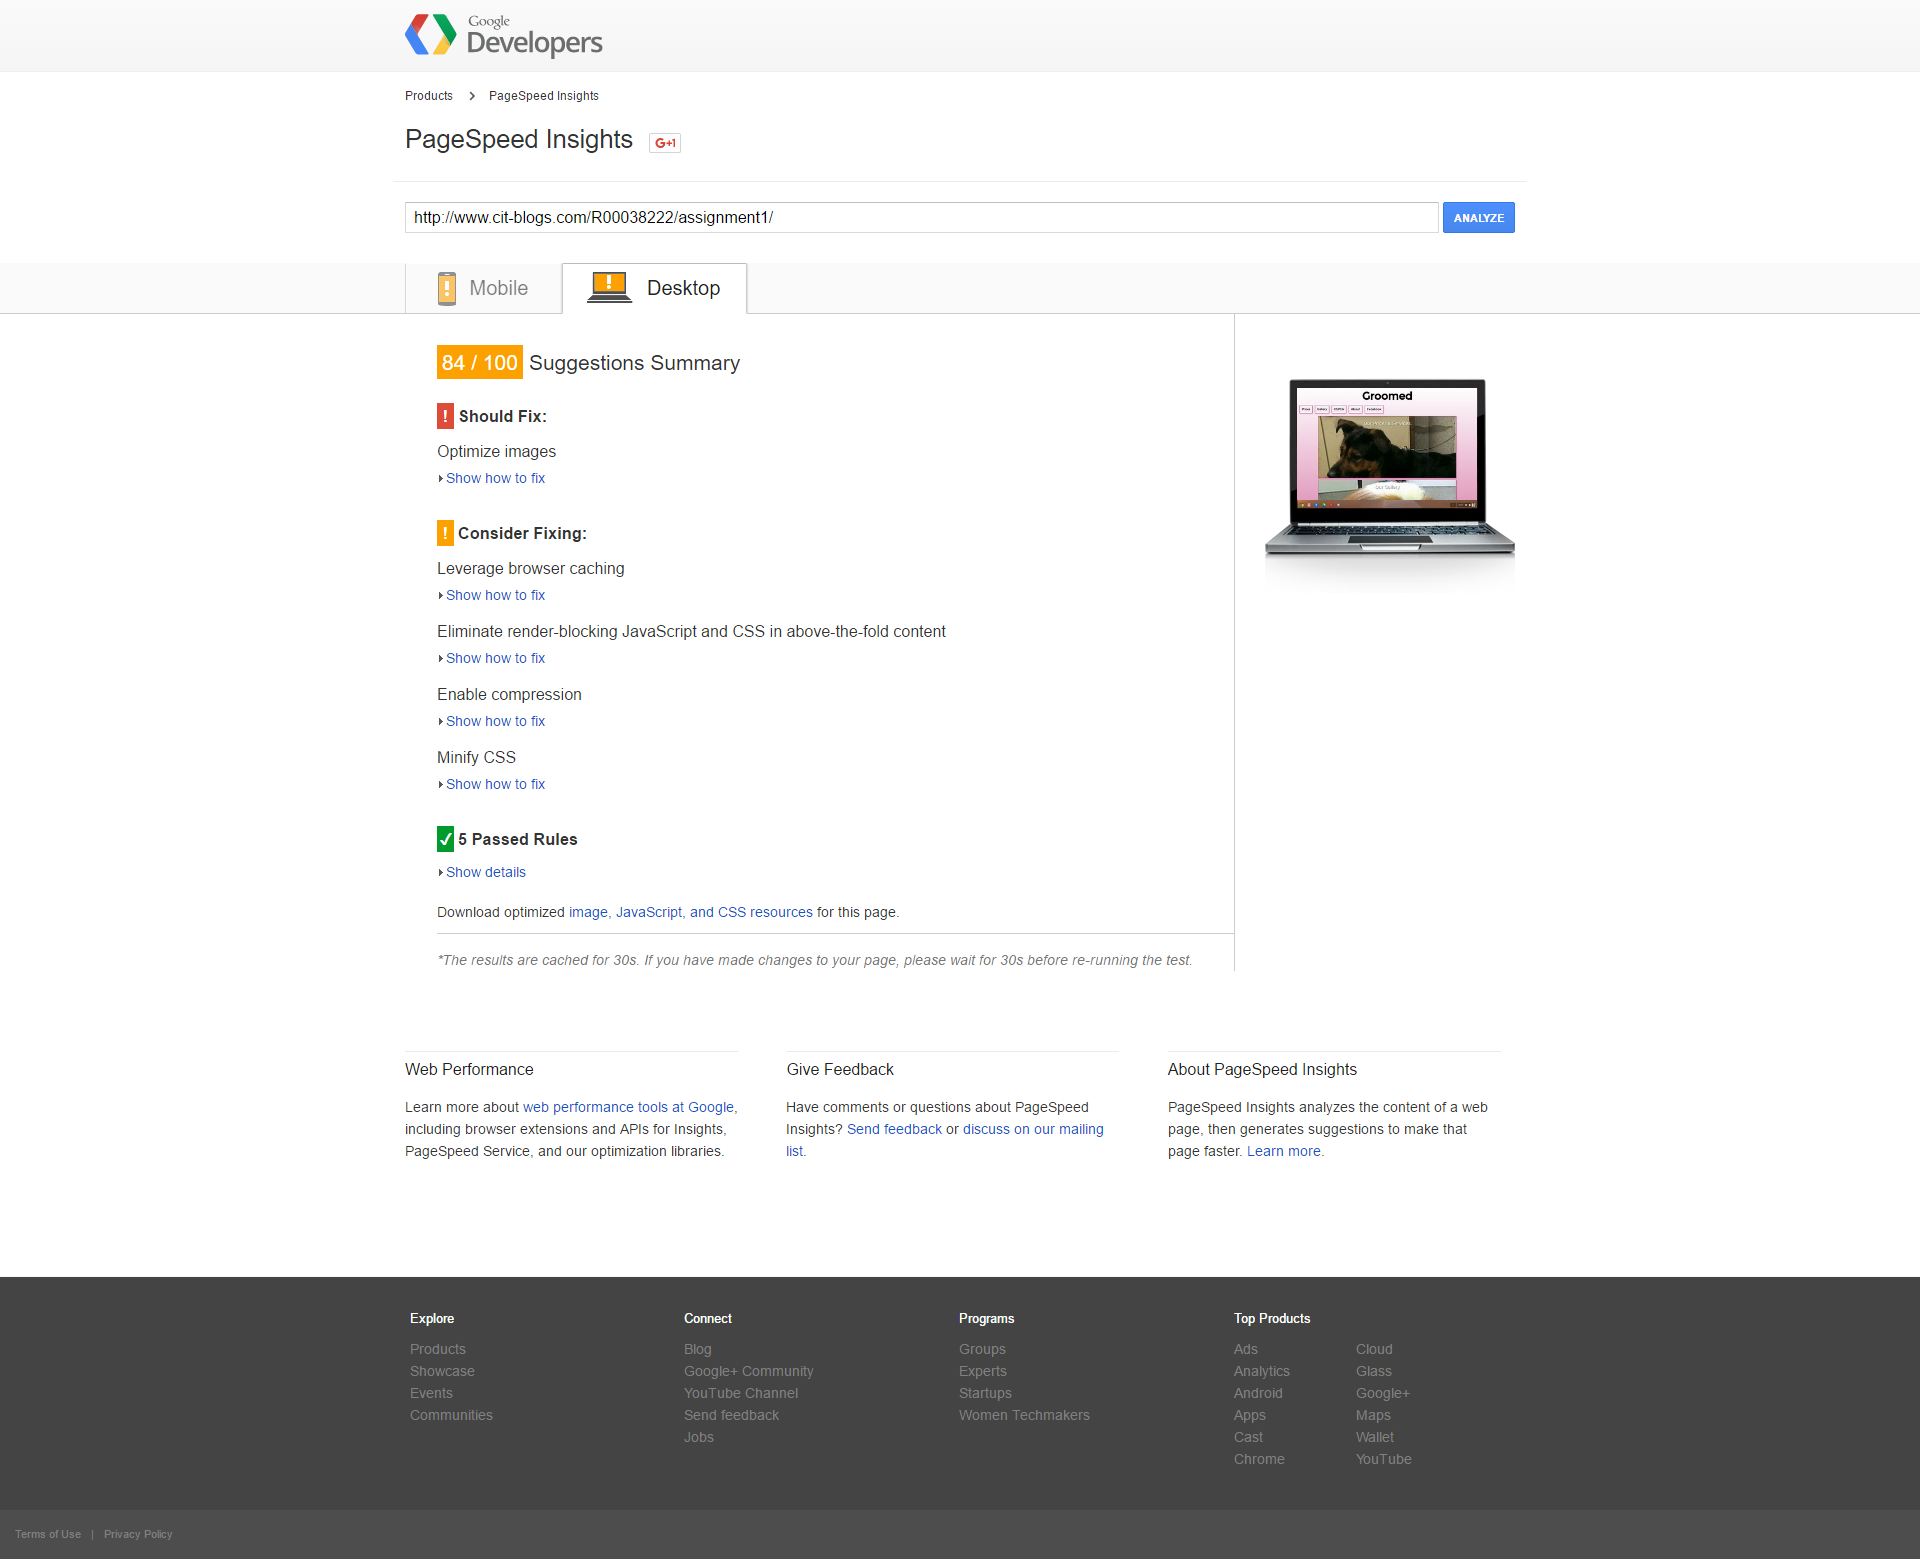 Google
Developers
Products > PageSpeed Insights
PageSpeed Insights G+1
http://www.cit-blogs.com/R00038222/assignment1/ ANALYZE
! Mobile ! Desktop
84 / 100 Suggestions Summary
! Should Fix:
Optimize images
Show how to fix
! Consider Fixing:
Leverage browser caching
Show how to fix
Eliminate render-blocking JavaScript and CSS in above-the-fold content
Show how to fix
Enable compression
Show how to fix
Minify CSS
Show how to fix
✓ 5 Passed Rules
Show details
Download optimized image, JavaScript, and CSS resources for this page.
*The results are cached for 30s. If you have made changes to your page, please wait for 30s before re-running the test.
Groomed
Our Gallery
Web Performance
Learn more about web performance tools at Google,
including browser extensions and APIs for Insights,
PageSpeed Service, and our optimization libraries.
Give Feedback
Have comments or questions about PageSpeed
Insights? Send feedback or discuss on our mailing
list.
About PageSpeed Insights
PageSpeed Insights analyzes the content of a web
page, then generates suggestions to make that
page faster. Learn more.
Explore
Products
Showcase
Events
Communities
Connect
Blog
Google+ Community
YouTube Channel
Send feedback
Jobs
Programs
Groups
Experts
Startups
Women Techmakers
Top Products
Ads
Analytics
Android
Apps
Cast
Chrome
Cloud
Glass
Google+
Maps
Wallet
YouTube
Terms of Use | Privacy Policy